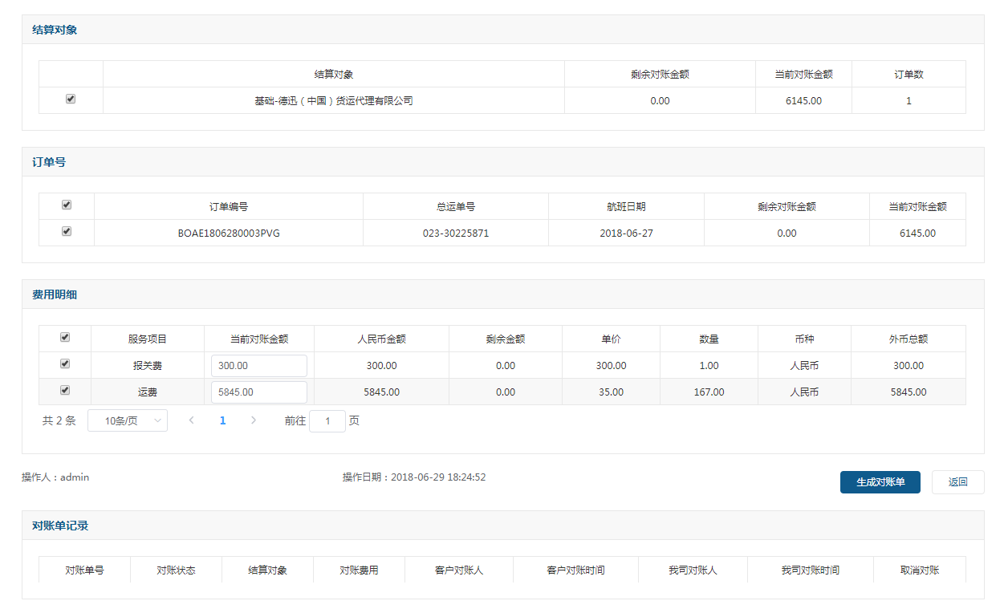 结算对象
结算对象 剩余对账金额 当前对账金额 订单数
基础-德迅（中国）货运代理有限公司 0.00 6145.00 1
订单号
订单编号 总运单号 航班日期 剩余对账金额 当前对账金额
BOAE1806280003PVG 023-30225871 2018-06-27 0.00 6145.00
费用明细
服务项目 当前对账金额 人民币金额 剩余金额 单价 数量 币种 外币总额
报关费 300.00 300.00 0.00 300.00 1.00 人民币 300.00
运费 5845.00 5845.00 0.00 35.00 167.00 人民币 5845.00
共 2 条 10条/页 1 前往 1 页
操作人：admin 操作日期：2018-06-29 18:24:52 生成对账单 返回
对账单记录
对账单号 对账状态 结算对象 对账费用 客户对账人 客户对账时间 我司对账人 我司对账时间 取消对账